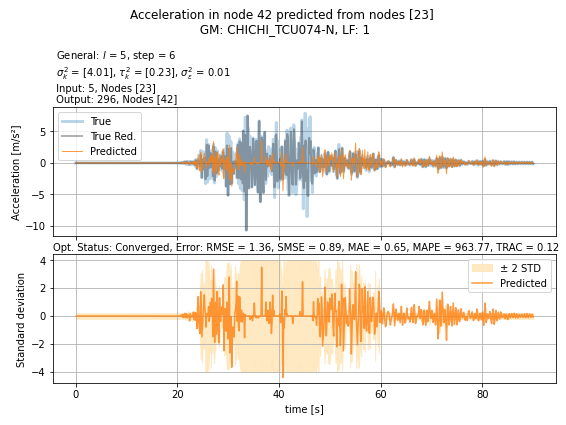 Acceleration in node 42 predicted from nodes [23]
GM: CHICHI_TCU074-N, LF: 1
General: l = 5, step = 6
σ²k = [4.01], τ²k = [0.23], σ²ε = 0.01
Input: 5, Nodes [23]
Output: 296, Nodes [42]
Acceleration [m/s²]
5
0
−5
−10
True
True Red.
Predicted
Opt. Status: Converged, Error: RMSE = 1.36, SMSE = 0.89, MAE = 0.65, MAPE = 963.77, TRAC = 0.12
Standard deviation
4
2
0
−2
−4
± 2 STD
Predicted
0 20 40 60 80
time [s]